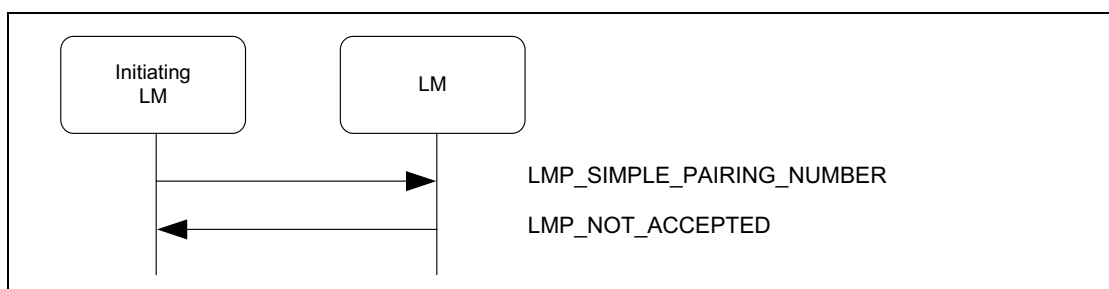 Initiating
LM
LM
LMP_SIMPLE_PAIRING_NUMBER
LMP_NOT_ACCEPTED